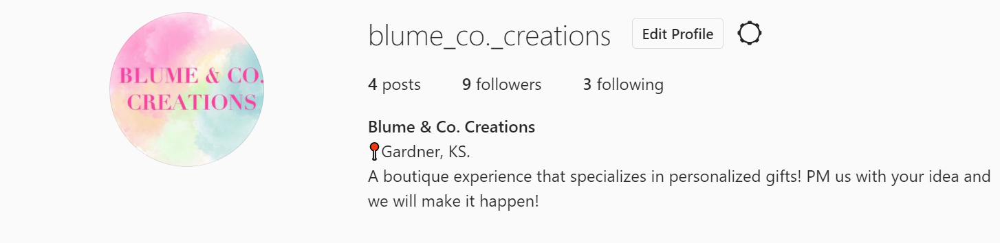 BLUME & CO.
CREATIONS
blume_co._creations Edit Profile
4 posts 9 followers 3 following
Blume & Co. Creations
📍Gardner, KS.
A boutique experience that specializes in personalized gifts! PM us with your idea and
we will make it happen!